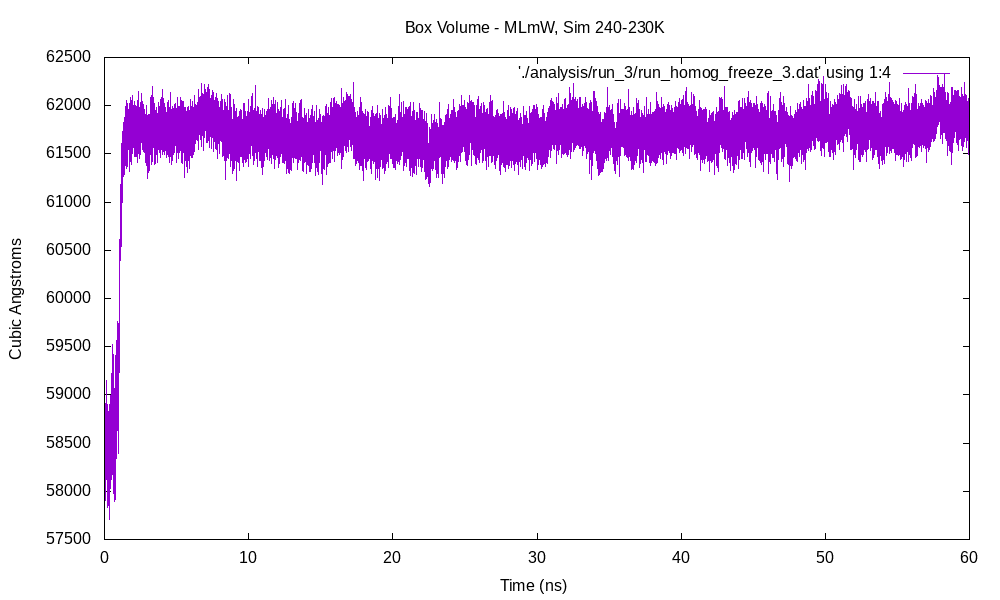 Box Volume - MLmW, Sim 240-230K
'./analysis/run_3/run_homog_freeze_3.dat' using 1:4
62500
62000
61500
61000
60500
60000
59500
59000
58500
58000
57500
Cubic Angstroms
0 10 20 30 40 50 60
Time (ns)